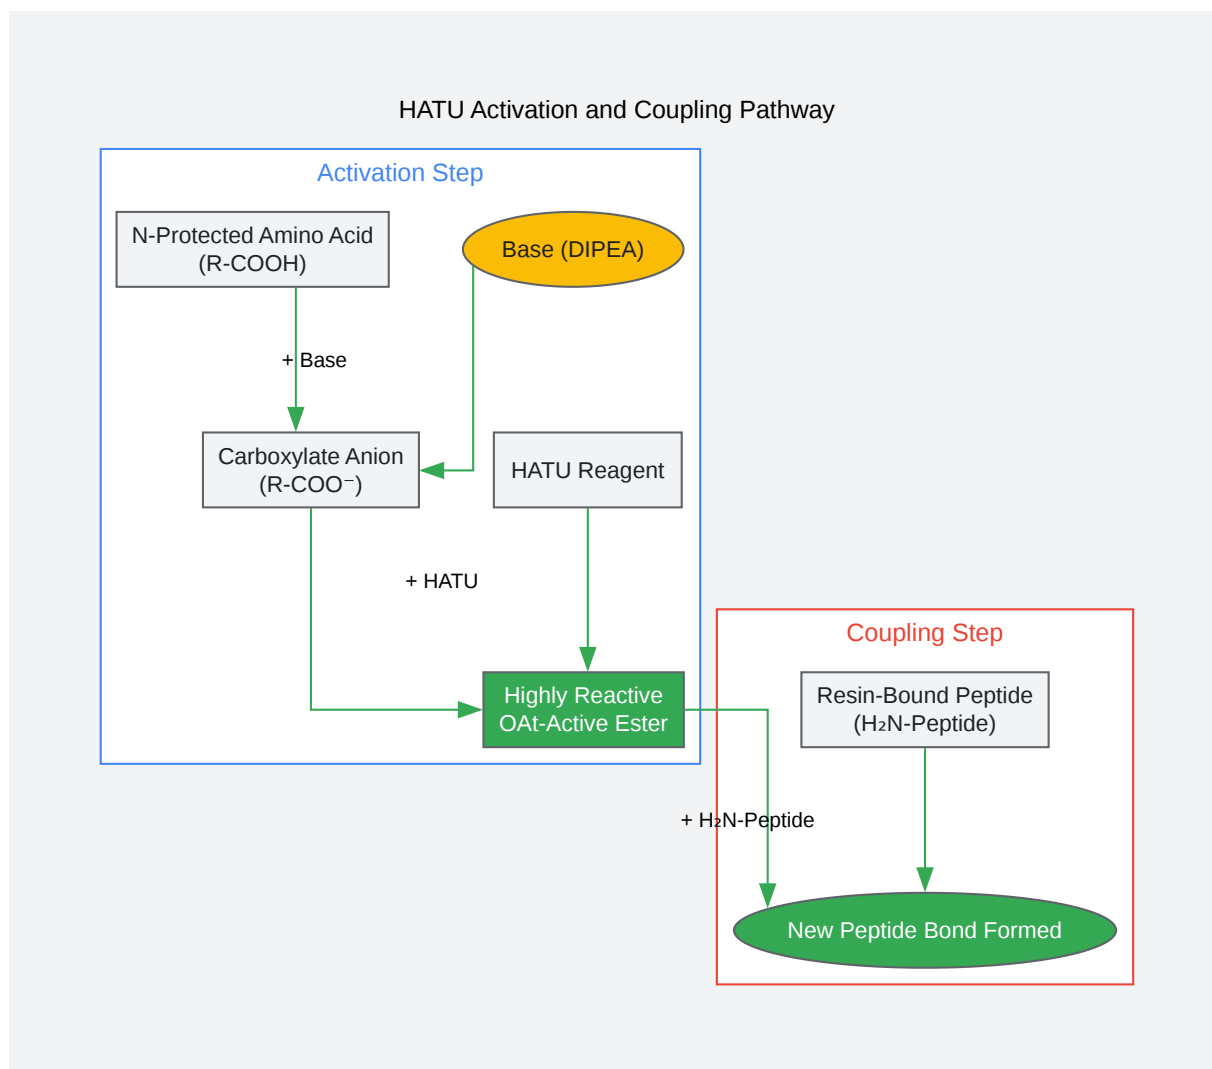 HATU Activation and Coupling Pathway
Activation Step
N-Protected Amino Acid
(R-COOH)
Base (DIPEA)
+ Base
Carboxylate Anion
(R-COO⁻)
HATU Reagent
+ HATU
Highly Reactive
OAt-Active Ester
Coupling Step
Resin-Bound Peptide
(H₂N-Peptide)
+ H₂N-Peptide
New Peptide Bond Formed